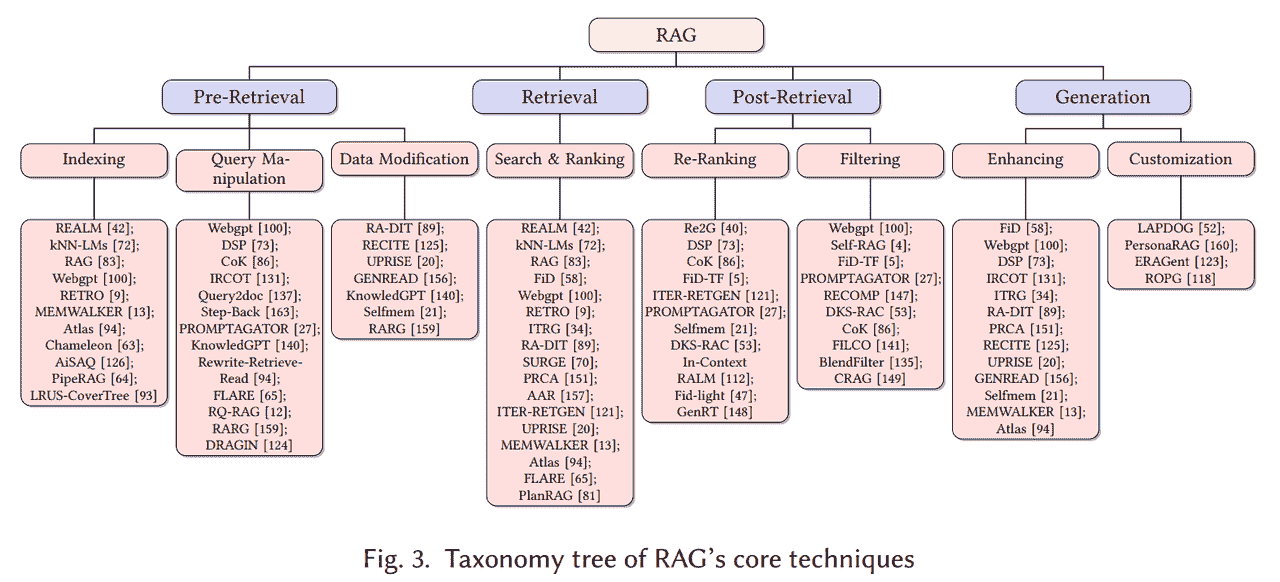 RAG
Pre-Retrieval
Retrieval
Post-Retrieval
Generation
Indexing
Query Ma-
nipulation
Data Modification
Search & Ranking
Re-Ranking
Filtering
Enhancing
Customization
REALM [42];
kNN-LMs [72];
RAG [83];
Webgpt [100];
RETRO [9];
MEMWALKER [13];
Atlas [94];
Chameleon [63];
AiSAQ [126];
PipeRAG [64];
LRUS-CoverTree [93]
Webgpt [100];
DSP [73];
CoK [86];
IRCOT [131];
Query2doc [137];
Step-Back [163];
PROMPTAGATOR [27];
KnowledGPT [140];
Rewrite-Retrieve-
Read [94];
FLARE [65];
RQ-RAG [12];
RARG [159];
DRAGIN [124]
RA-DIT [89];
RECITE [125];
UPRISE [20];
GENREAD [156];
KnowledGPT [140];
Selfmem [21];
RARG [159]
REALM [42];
kNN-LMs [72];
RAG [83];
FiD [58];
Webgpt [100];
RETRO [9];
ITRG [34];
RA-DIT [89];
SURGE [70];
PRCA [151];
AAR [157];
ITER-RETGEN [121];
UPRISE [20];
MEMWALKER [13];
Atlas [94];
FLARE [65];
PlanRAG [81]
Re2G [40];
DSP [73];
CoK [86];
FiD-TF [5];
ITER-RETGEN [121];
PROMPTAGATOR [27];
Selfmem [21];
DKS-RAC [53];
In-Context
RALM [112];
Fid-light [47];
GenRT [148]
Webgpt [100];
Self-RAG [4];
FiD-TF [5];
PROMPTAGATOR [27];
RECOMP [147];
DKS-RAC [53];
CoK [86];
FILCO [141];
BlendFilter [135];
CRAG [149]
FiD [58];
Webgpt [100];
DSP [73];
IRCOT [131];
ITRG [34];
RA-DIT [89];
PRCA [151];
RECITE [125];
UPRISE [20];
GENREAD [156];
Selfmem [21];
MEMWALKER [13];
Atlas [94]
LAPDOG [52];
PersonaRAG [160];
ERAGent [123];
ROPG [118]
Fig. 3. Taxonomy tree of RAG's core techniques